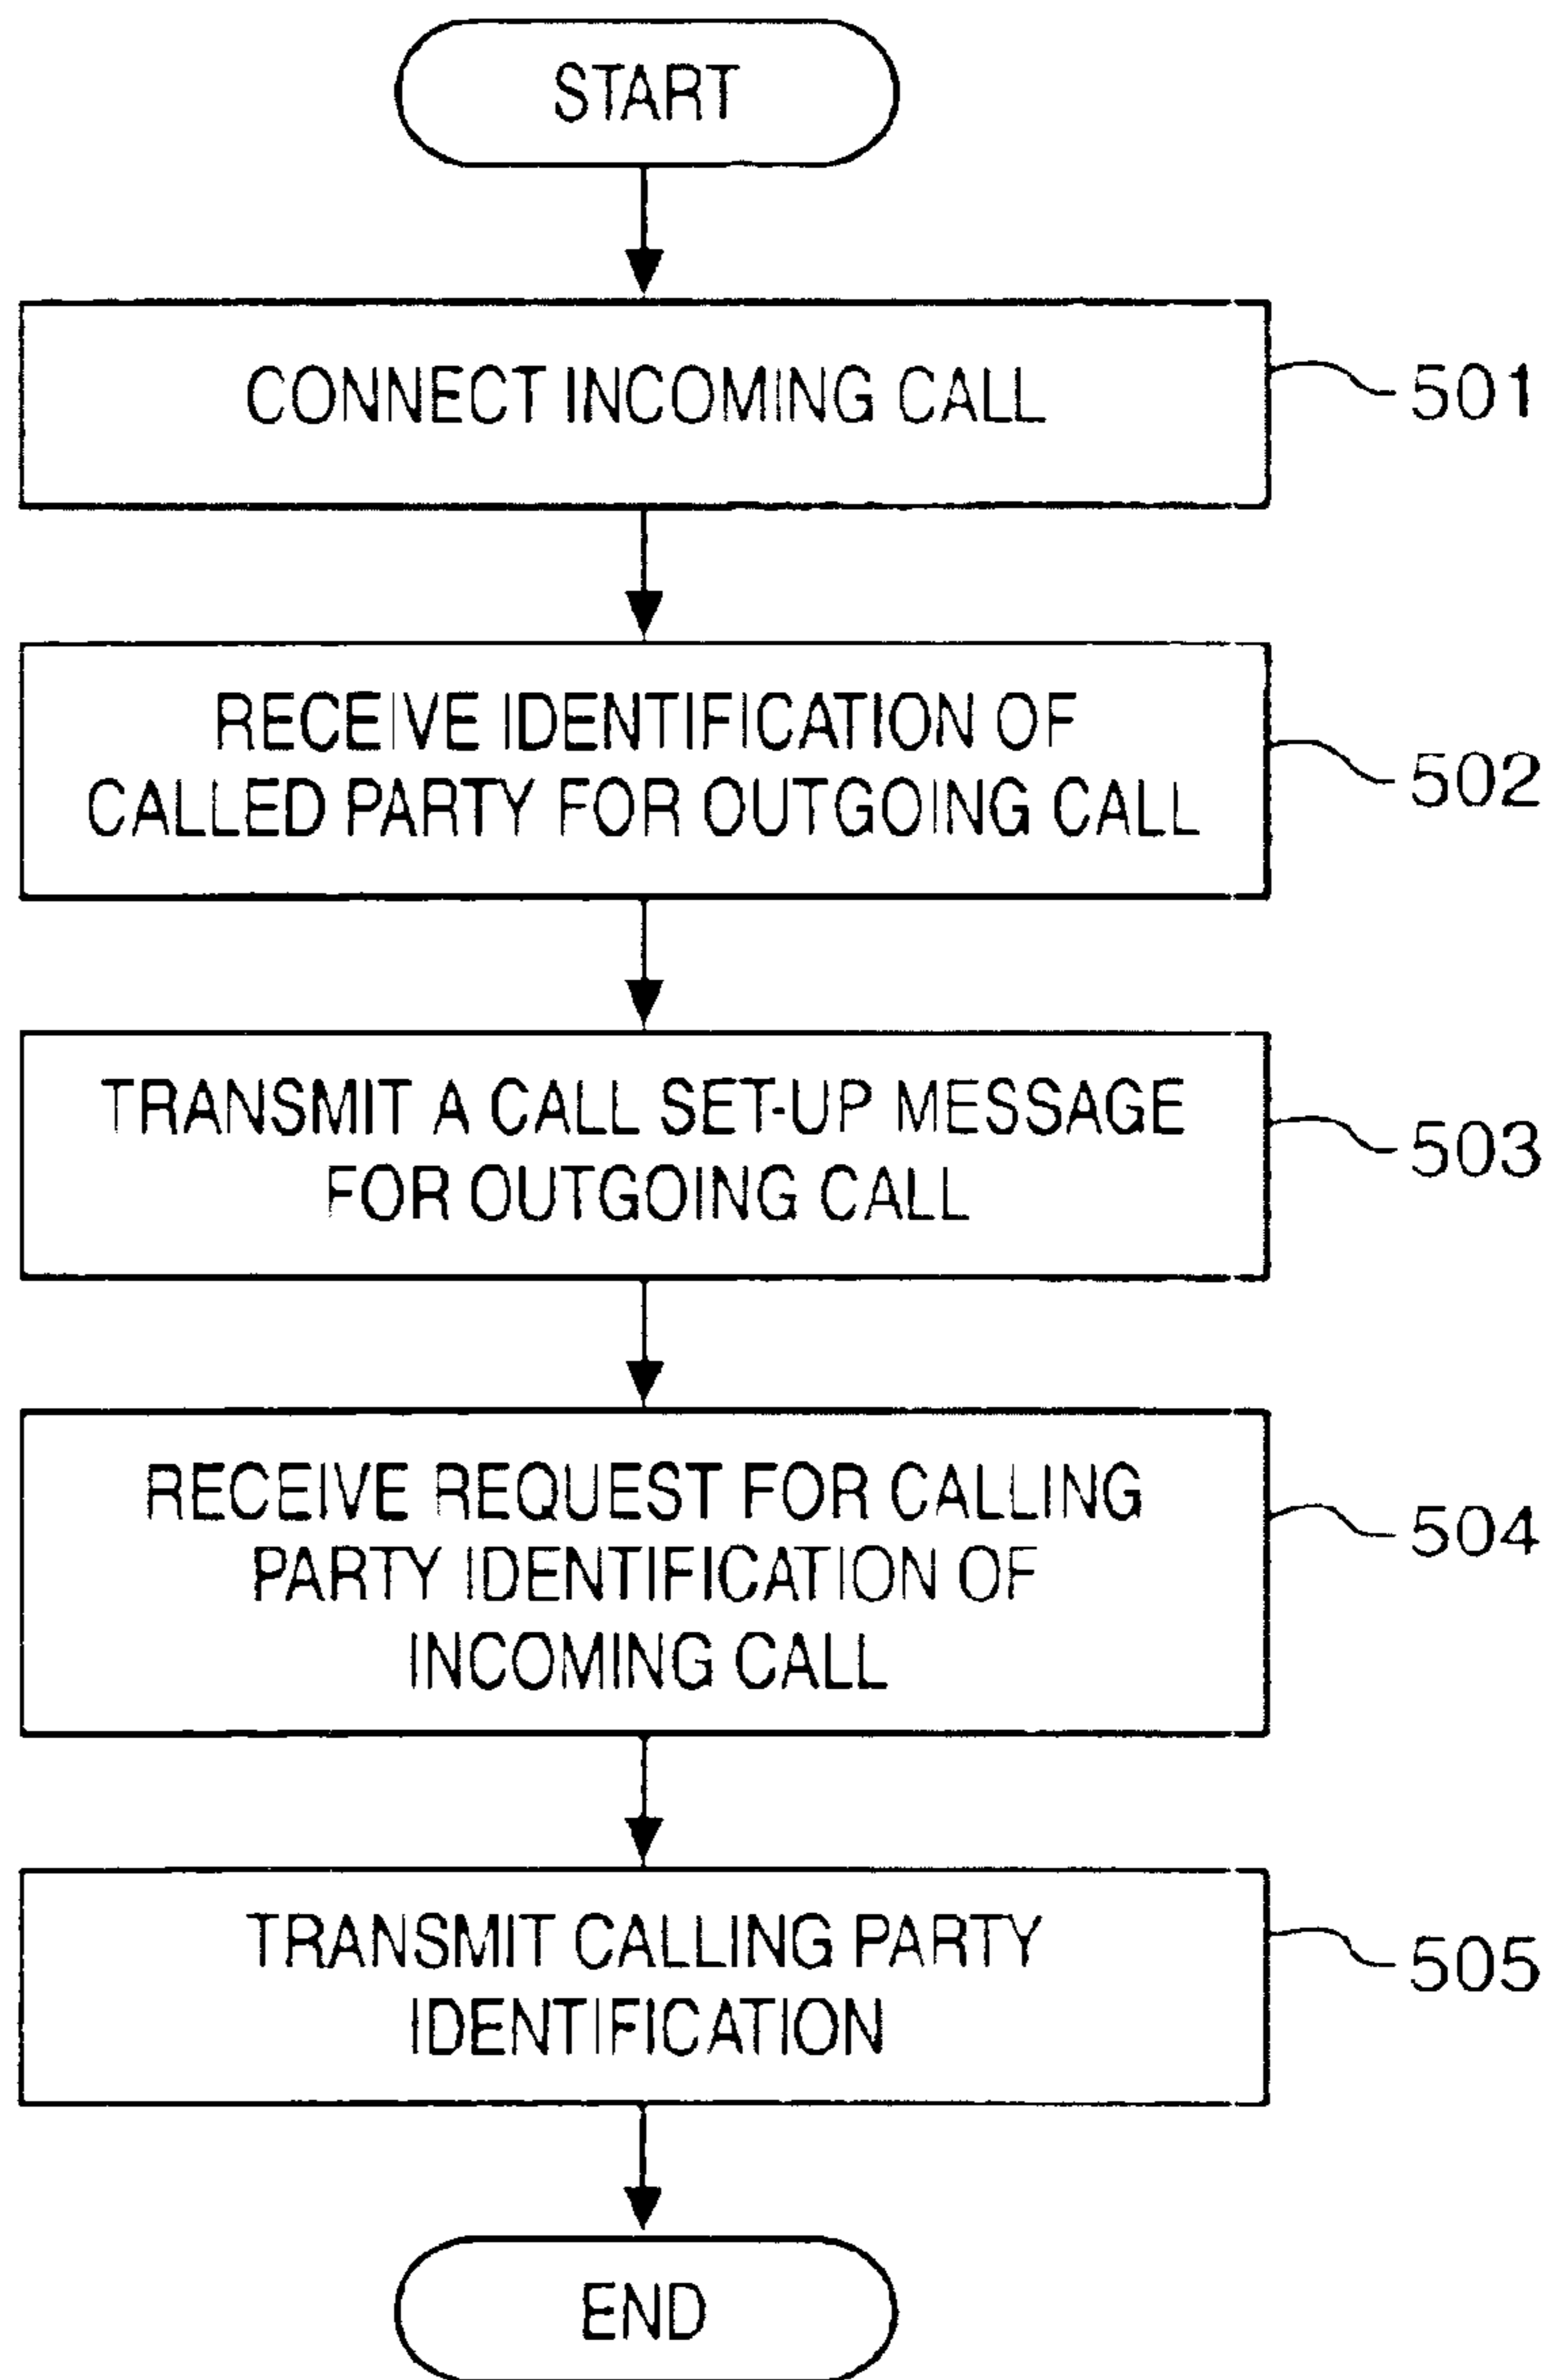 START
CONNECT INCOMING CALL
501
RECEIVE IDENTIFICATION OF
CALLED PARTY FOR OUTGOING CALL
502
TRANSMIT A CALL SET-UP MESSAGE
FOR OUTGOING CALL
503
RECEIVE REQUEST FOR CALLING
PARTY IDENTIFICATION OF
INCOMING CALL
504
TRANSMIT CALLING PARTY
IDENTIFICATION
505
END